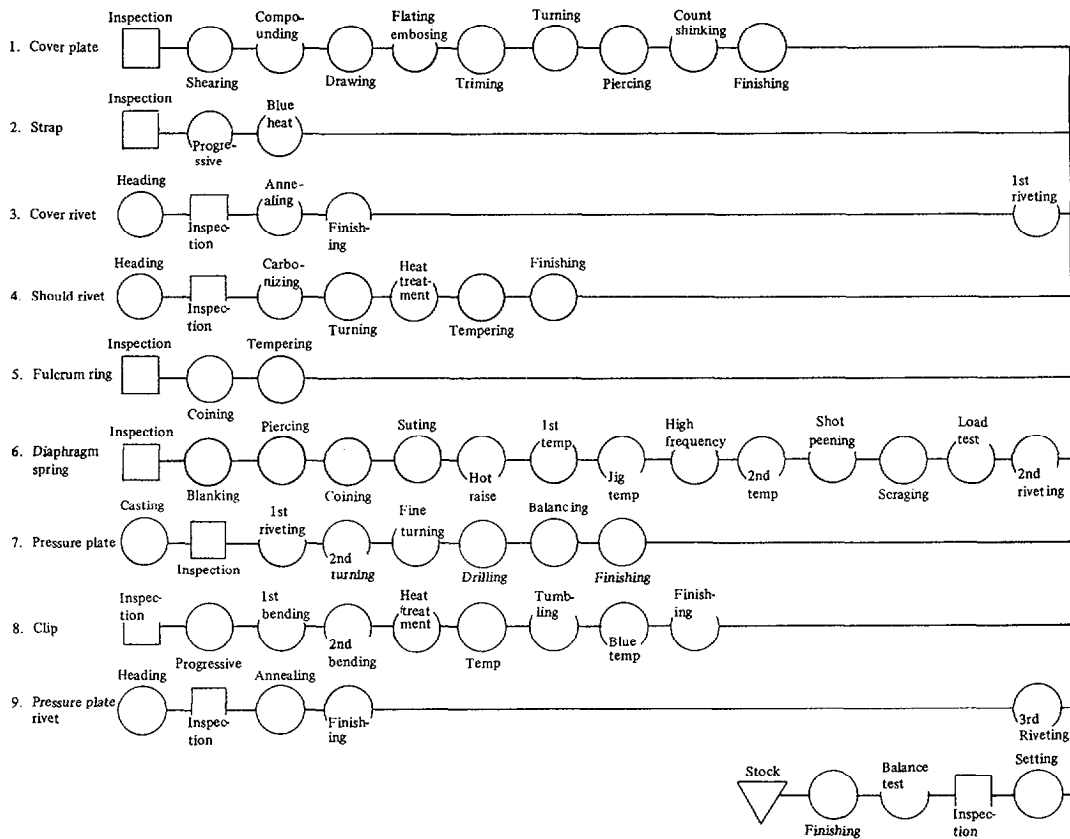 Inspection
Compo-
unding
Flating
embosing
Turning
Count
shinking
1. Cover plate
Shearing
Drawing
Triming
Piercing
Finishing
Inspection
Blue
heat
2. Strap
Progre-
ssive
Heading
Anne-
aling
1st
riveting
3. Cover rivet
Inspec-
tion
Finish-
ing
Heading
Carbo-
nizing
Heat
treat-
ment
Finishing
4. Should rivet
Inspec-
tion
Turning
Tempering
Inspection
Tempering
5. Fulcrum ring
Coining
Inspection
Piercing
Suting
1st
temp
High
frequency
Shot
peening
Load
test
6. Diaphragm
spring
Blanking
Coining
Hot
raise
Jig
temp
2nd
temp
Scraging
2nd
riveting
Casting
1st
riveting
Fine
turning
Balancing
7. Pressure plate
Inspection
2nd
turning
Drilling
Finishing
Inspec-
tion
1st
bending
Heat
treat
ment
Tumb-
ling
Finish-
ing
8. Clip
Progressive
2nd
bending
Temp
Blue
temp
Heading
Annealing
9. Pressure plate
rivet
Inspec-
tion
Finish-
ing
3rd
Riveting
Stock
Balance
test
Setting
Finishing
Inspec-
tion